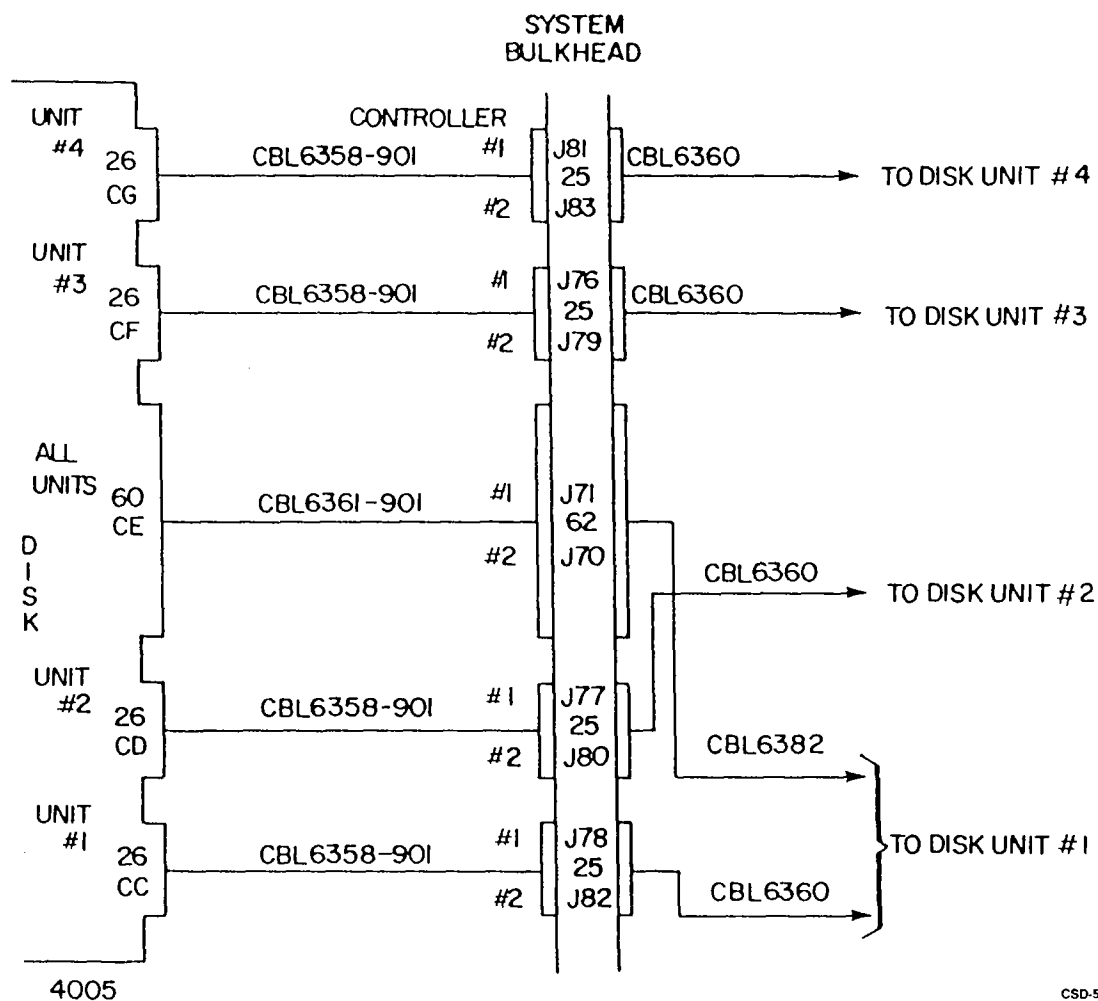 SYSTEM
BULKHEAD
UNIT
#4
26
CG
CBL6358-901
CONTROLLER
#1
#2
J81
25
J83
CBL6360
TO DISK UNIT #4
UNIT
#3
26
CF
CBL6358-901
#1
#2
J76
25
J79
CBL6360
TO DISK UNIT #3
ALL
UNITS
60
CE
CBL6361-901
#1
#2
J71
62
J70
DISK
CBL6360
TO DISK UNIT #2
UNIT
#2
26
CD
CBL6358-901
#1
#2
J77
25
J80
CBL6382
UNIT
#1
26
CC
CBL6358-901
#1
#2
J78
25
J82
CBL6360
TO DISK UNIT #1
4005
CSD-5